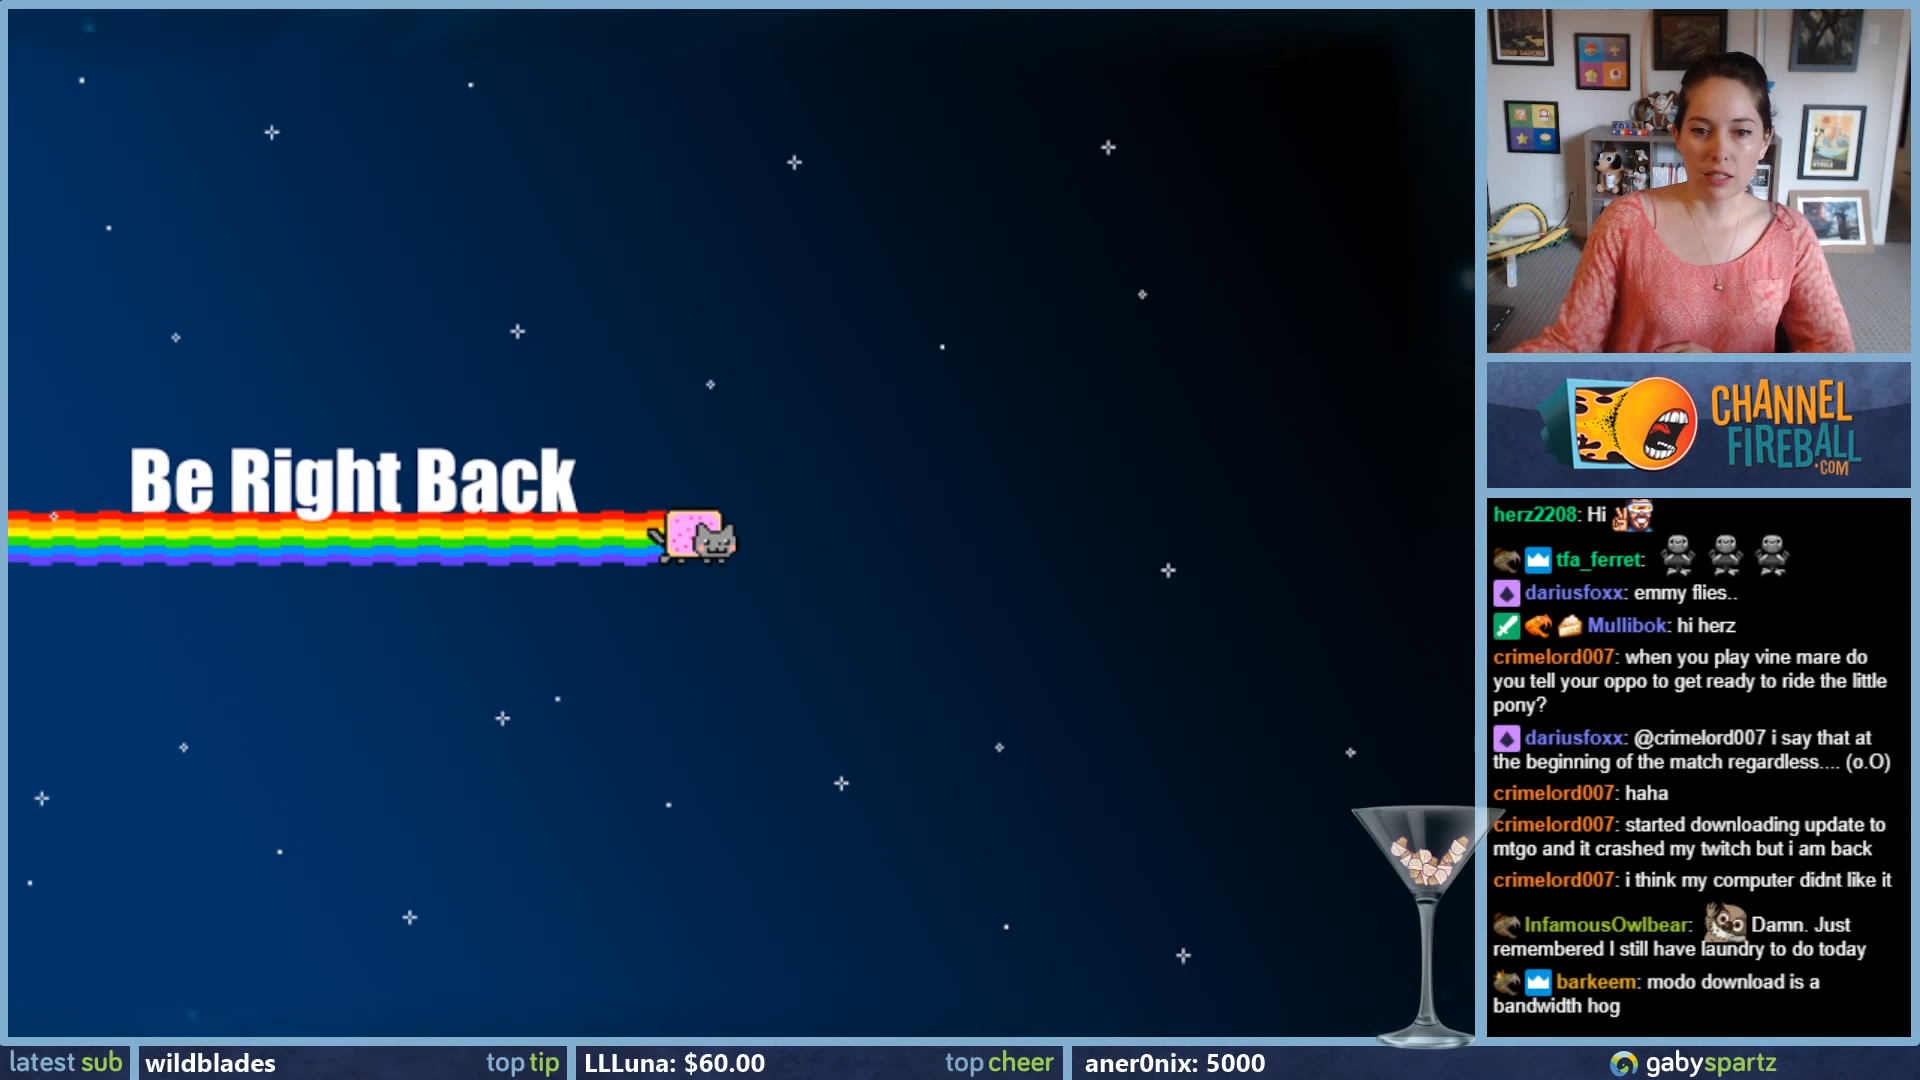 Be Right Back
CHANNEL
FIREBALL
.COM
herz2208: Hi
tfa_ferret:
dariusfoxx: emmy flies..
Mullibok: hi herz
crimelord007: when you play vine mare do
you tell your oppo to get ready to ride the little
pony?
dariusfoxx: @crimelord007 i say that at
the beginning of the match regardless.... (o.O)
crimelord007: haha
crimelord007: started downloading update to
mtgo and it crashed my twitch but i am back
crimelord007: i think my computer didnt like it
InfamousOwlbear: Damn. Just
remembered I still have laundry to do today
barkeem: modo download is a
bandwidth hog
latest sub wildblades top tip LLLuna: $60.00 top cheer aner0nix: 5000 gabyspartz